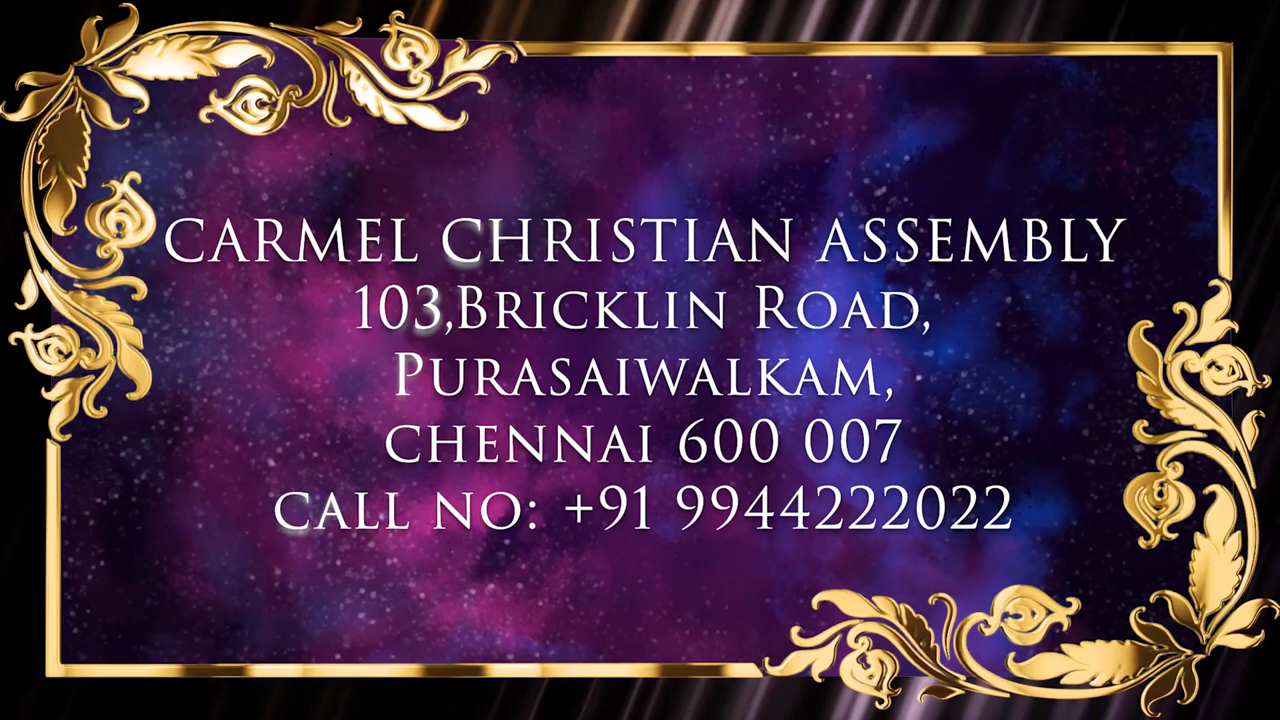 CARMEL CHRISTIAN ASSEMBLY
103,BRICKLIN ROAD,
PURASAIWALKAM,
CHENNAI 600 007
CALL NO: +91 9944222022